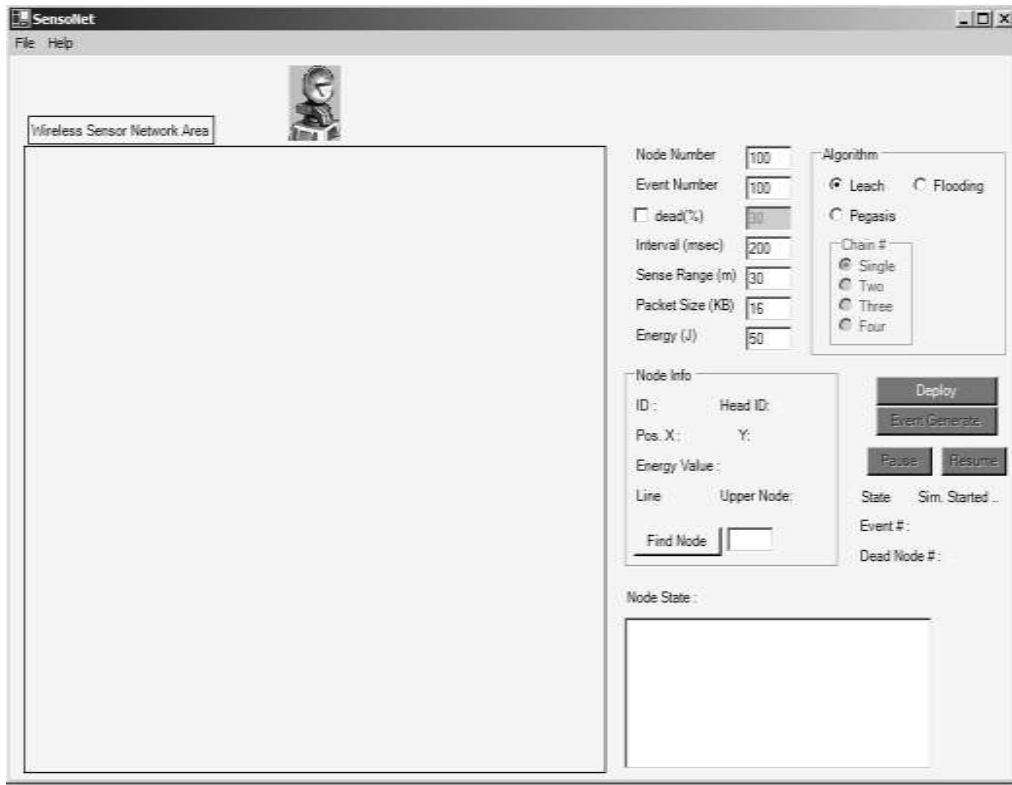 SensoNet
File Help
Wireless Sensor Network Area
Node Number 100
Event Number 100
dead(%) 30
Interval (msec) 200
Sense Range (m) 30
Packet Size (KB) 16
Energy (J) 50
Algorithm
Leach Flooding
Pegasis
Chain #
Single
Two
Three
Four
Node Info
ID : Head ID:
Pos. X : Y:
Energy Value :
Line Upper Node:
Find Node
Deploy
Event Generate
Pause Resume
State Sim. Started ..
Event # :
Dead Node # :
Node State :